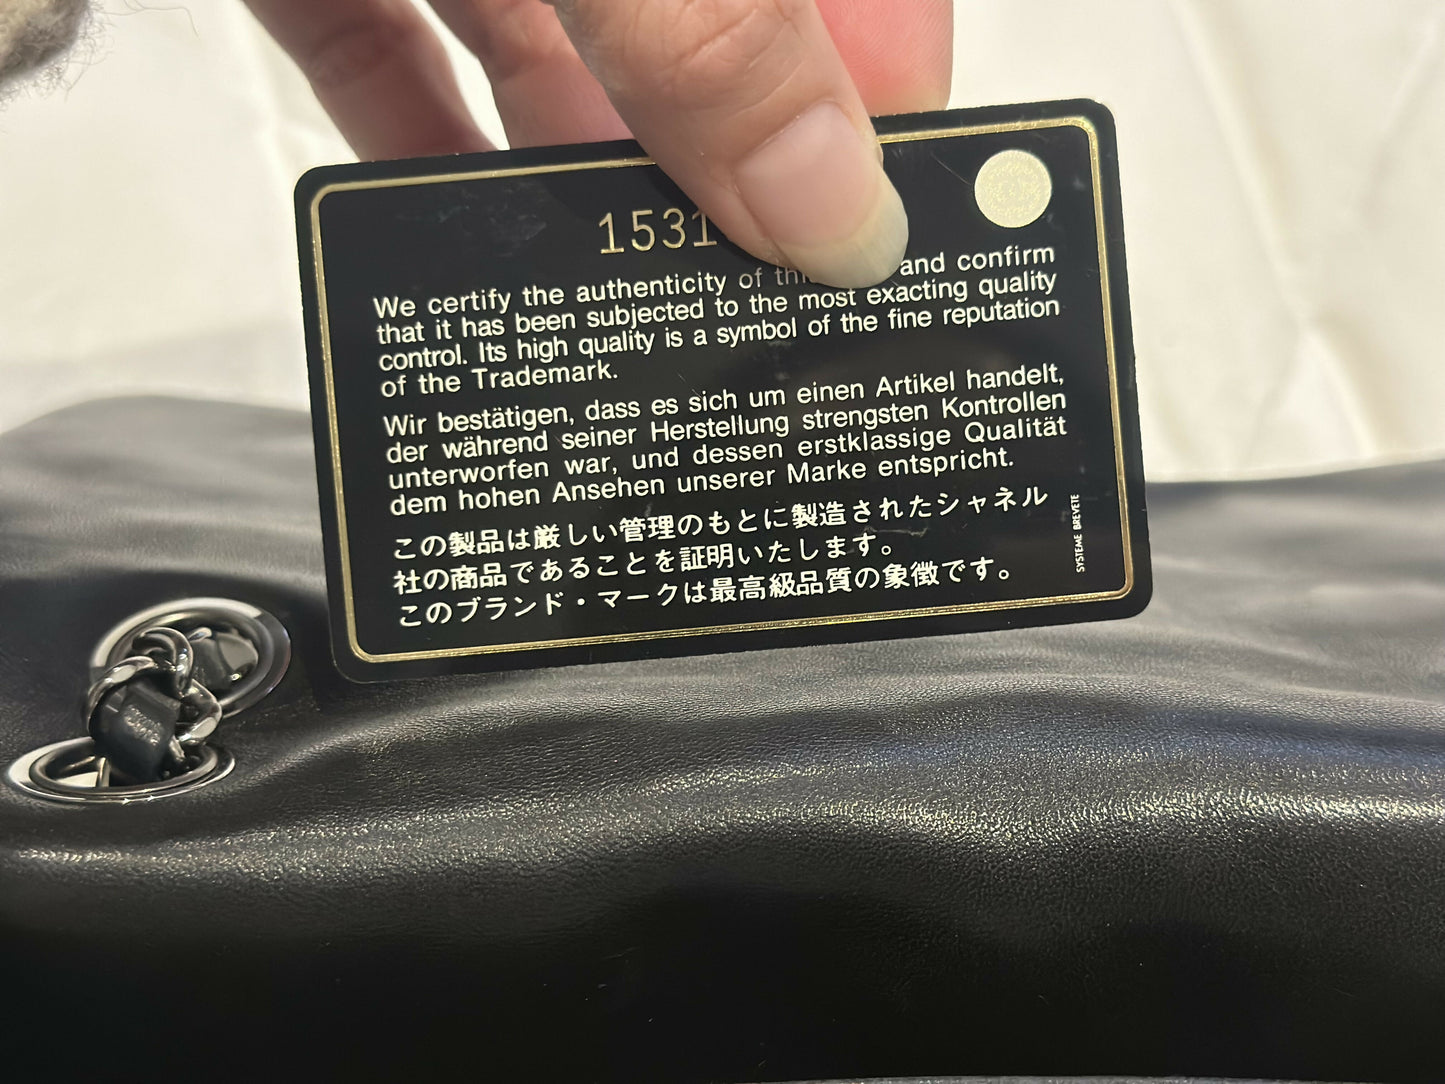 1531
We certify the authenticity of and confirm
that it has been subjected to the most exacting quality
control. Its high quality is a symbol of the fine reputation
of the Trademark.
Wir bestätigen, dass es sich um einen Artikel handelt,
der während seiner Herstellung strengsten Kontrollen
unterworfen war, und dessen erstklassige Qualität
dem hohen Ansehen unserer Marke entspricht.
この製品は厳しい管理のもとに製造されたシャネル
社の商品であることを証明いたします。
このブランド・マークは最高級品質の象徴です。
SYSTEME BREVETE